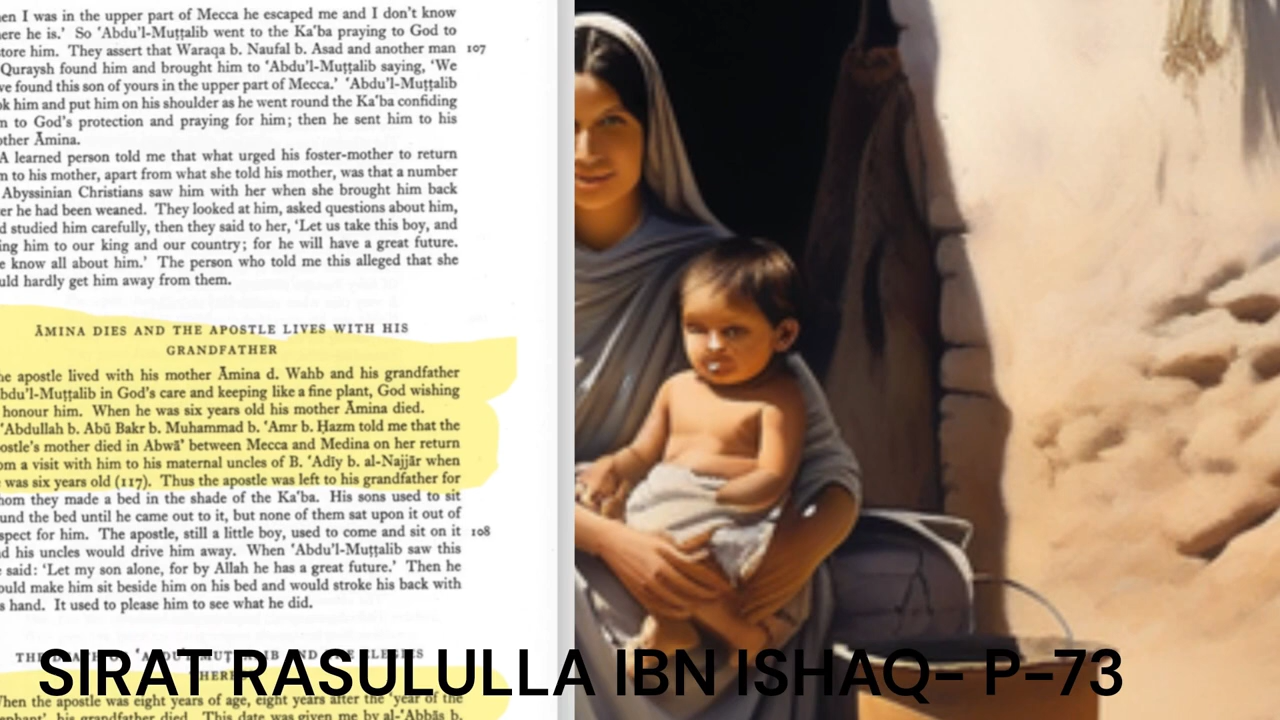 en I was in the upper part of Mecca he escaped me and I don't know
ere he is.' So 'Abdu'l-Muṭṭalib went to the Ka'ba praying to God to
tore him. They assert that Waraqa b. Naufal b. Asad and another man 107
Quraysh found him and brought him to 'Abdu'l-Muṭṭalib saying, 'We
ve found this son of yours in the upper part of Mecca.' 'Abdu'l-Muṭṭalib
ok him and put him on his shoulder as he went round the Ka'ba confiding
m to God's protection and praying for him; then he sent him to his
other Āmina.
A learned person told me that what urged his foster-mother to return
m to his mother, apart from what she told his mother, was that a number
Abyssinian Christians saw him with her when she brought him back
er he had been weaned. They looked at him, asked questions about him,
d studied him carefully, then they said to her, 'Let us take this boy, and
ing him to our king and our country; for he will have a great future.
e know all about him.' The person who told me this alleged that she
uld hardly get him away from them.
ĀMINA DIES AND THE APOSTLE LIVES WITH HIS
GRANDFATHER
he apostle lived with his mother Āmina d. Wahb and his grandfather
bdu'l-Muṭṭalib in God's care and keeping like a fine plant, God wishing
honour him. When he was six years old his mother Āmina died.
'Abdullah b. Abū Bakr b. Muhammad b. 'Amr b. Ḥazm told me that the
ostle's mother died in Abwā' between Mecca and Medina on her return
om a visit with him to his maternal uncles of B. 'Adīy b. al-Najjār when
was six years old (117). Thus the apostle was left to his grandfather for
hom they made a bed in the shade of the Ka'ba. His sons used to sit
und the bed until he came out to it, but none of them sat upon it out of
spect for him. The apostle, still a little boy, used to come and sit on it 108
d his uncles would drive him away. When 'Abdu'l-Muṭṭalib saw this
said: 'Let my son alone, for by Allah he has a great future.' Then he
ould make him sit beside him on his bed and would stroke his back with
s hand. It used to please him to see what he did.
SIRAT RASULULLA IBN ISHAQ- P-73
hen the apostle was eight years of age, eight years after the 'year of the
ephant', his grandfather died. This date was given me by al-'Abbās b.